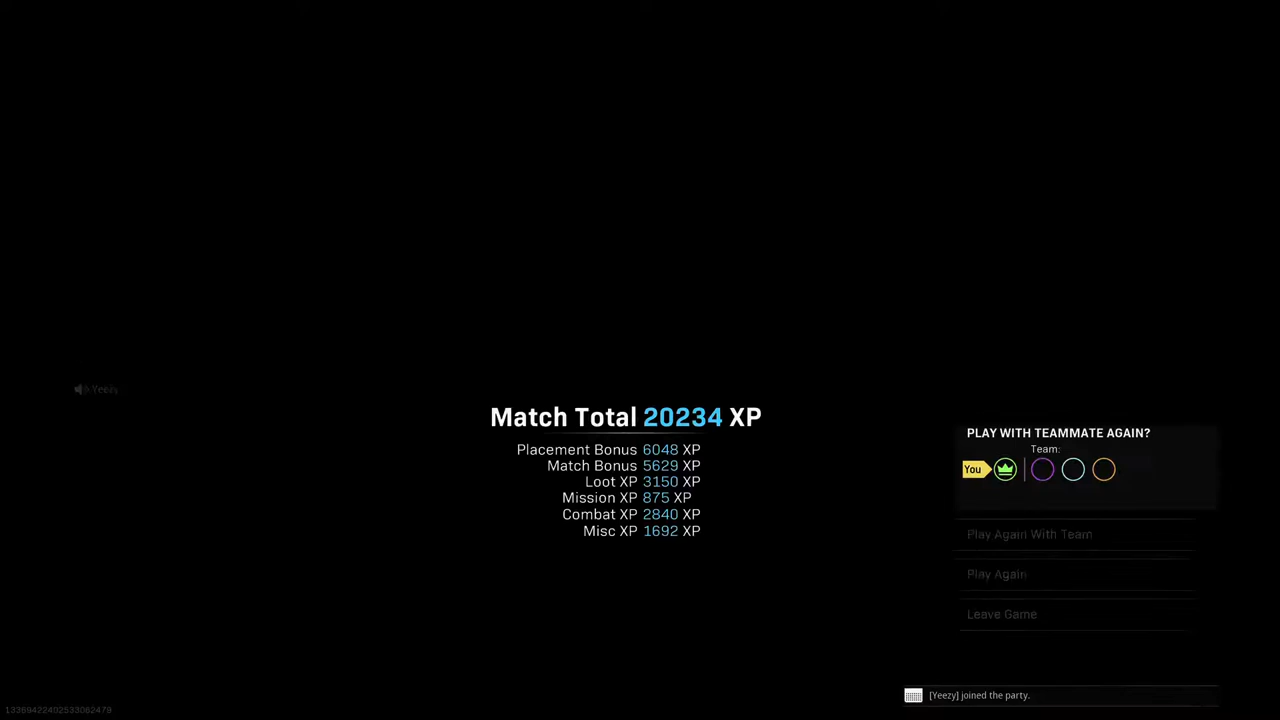 Yeezy
Match Total 20234 XP
Placement Bonus 6048 XP
Match Bonus 5629 XP
Loot XP 3150 XP
Mission XP 875 XP
Combat XP 2840 XP
Misc XP 1692 XP
PLAY WITH TEAMMATE AGAIN?
Team:
You
Play Again With Team
Play Again
Leave Game
[Yeezy] joined the party.
13369422402533062479